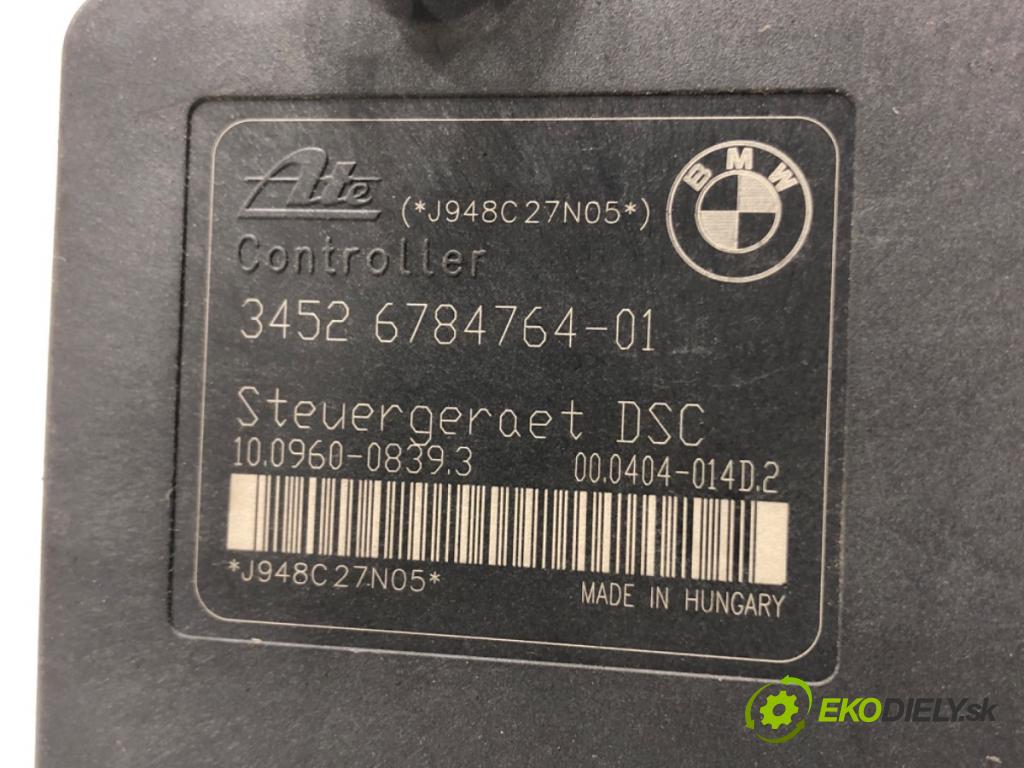 Ate (*J948C27N05*) BMW
Controller
3452 6784764-01
Steuergeraet DSC
10.0960-0839.3 00.0404-014D.2
*J948C27N05* MADE IN HUNGARY
EKODIELY.sk